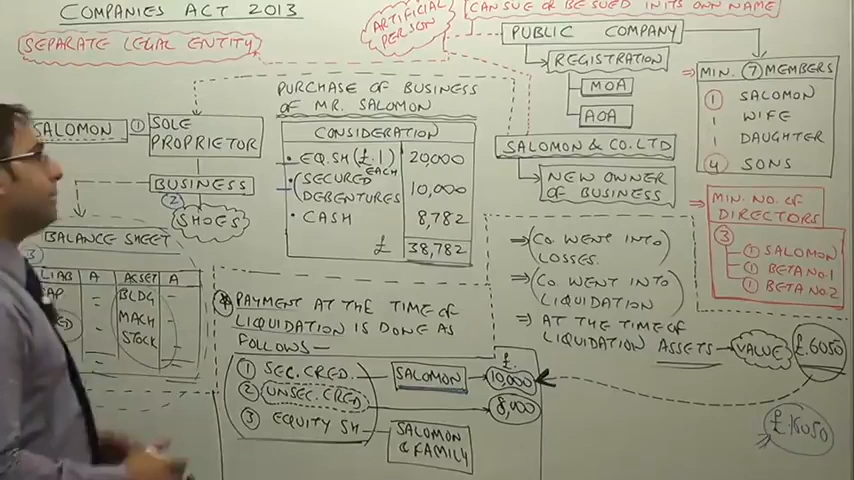 COMPANIES ACT 2013
SEPARATE LEGAL ENTITY
ARTIFICIAL
PERSON
CAN SUE OR BE SUED IN ITS OWN NAME
PUBLIC COMPANY
REGISTRATION
MOA
AOA
SALOMON & CO. LTD
NEW OWNER
OF BUSINESS
MIN. 7 MEMBERS
1 SALOMON
1 WIFE
1 DAUGHTER
4 SONS
MIN. NO. OF
DIRECTORS
3
1 SALOMON
1 BETA NO.1
1 BETA NO.2
PURCHASE OF BUSINESS
OF MR. SALOMON
CONSIDERATION
EQ.SH (£.1) 20,000
EACH
SECURED
DEBENTURES 10,000
CASH 8,782
£ 38,782
SALOMON
1
SOLE
PROPRIETOR
BUSINESS
2
SHOES
BALANCE SHEET
3
LIAB A ASSET A
BLDG
MACH
STOCK
CO. WENT INTO
LOSSES.
CO. WENT INTO
LIQUIDATION
AT THE TIME OF
LIQUIDATION ASSETS VALUE £.6050
£.16050
4 PAYMENT AT THE TIME OF
LIQUIDATION IS DONE AS
FOLLOWS-
£.
1 SEC. CRED. SALOMON 10,000
2 UNSEC. CRED 8,000
3 EQUITY SH SALOMON
& FAMILY